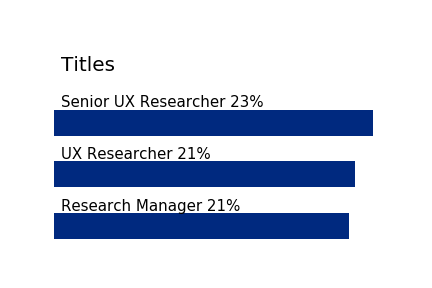 Titles
Senior UX Researcher 23%
UX Researcher 21%
Research Manager 21%